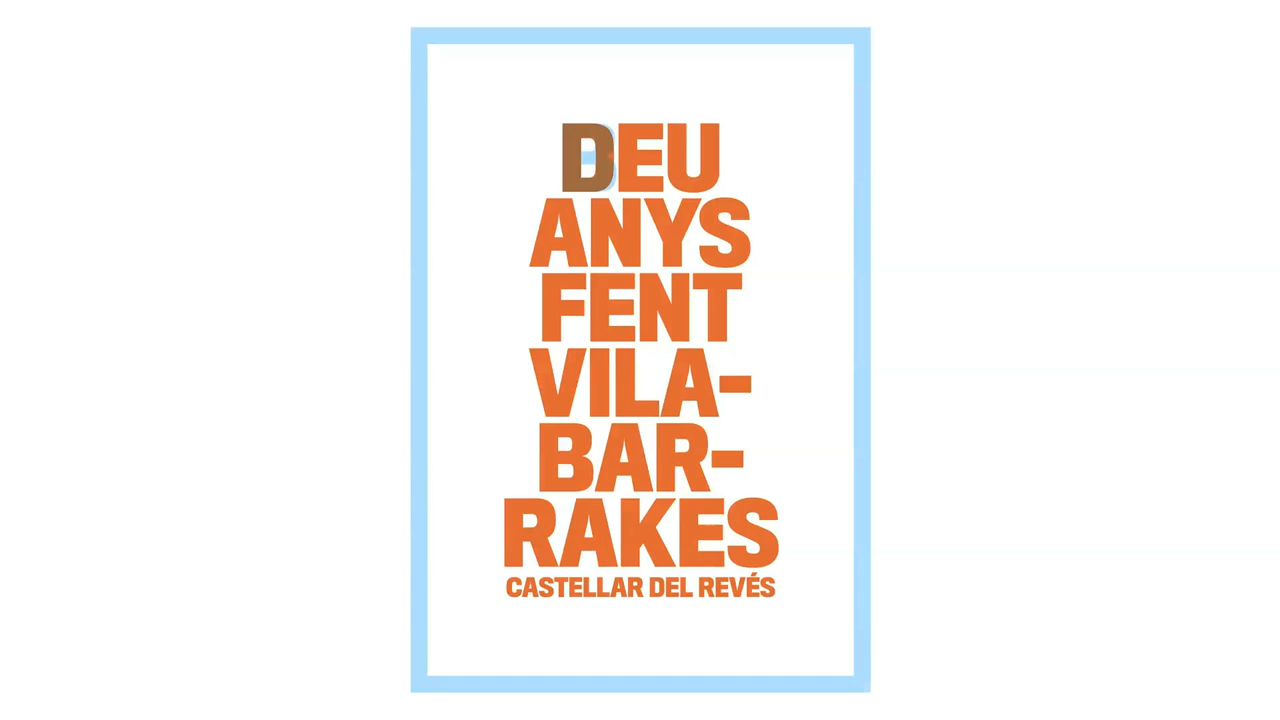 DEU
ANYS
FENT
VILA-
BAR-
RAKES
CASTELLAR DEL REVÉS